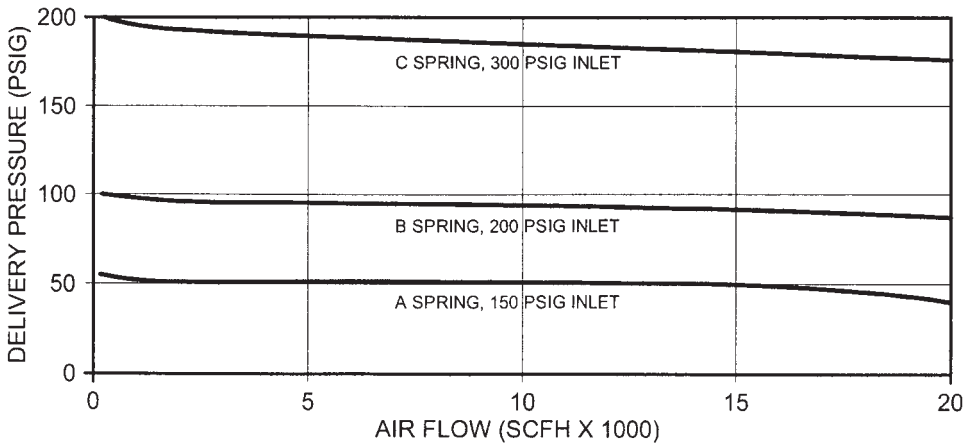 DELIVERY PRESSURE (PSIG)
200
150
100
50
0
C SPRING, 300 PSIG INLET
B SPRING, 200 PSIG INLET
A SPRING, 150 PSIG INLET
0 5 10 15 20
AIR FLOW (SCFH X 1000)